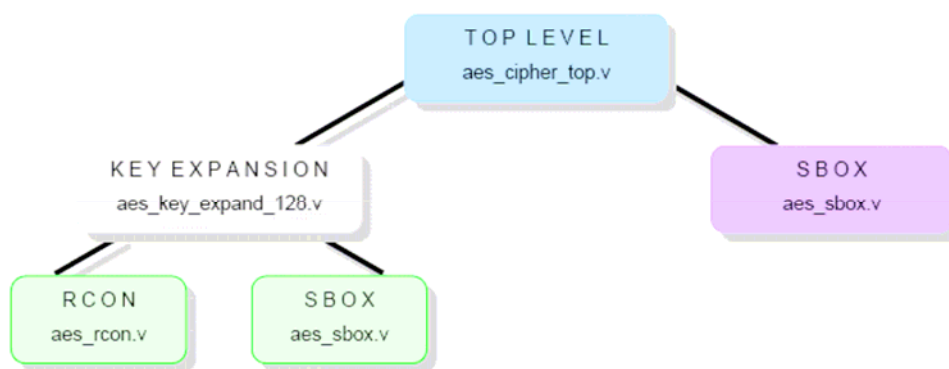 TOP LEVEL
aes_cipher_top.v
KEY EXPANSION
aes_key_expand_128.v
SBOX
aes_sbox.v
RCON
aes_rcon.v
SBOX
aes_sbox.v